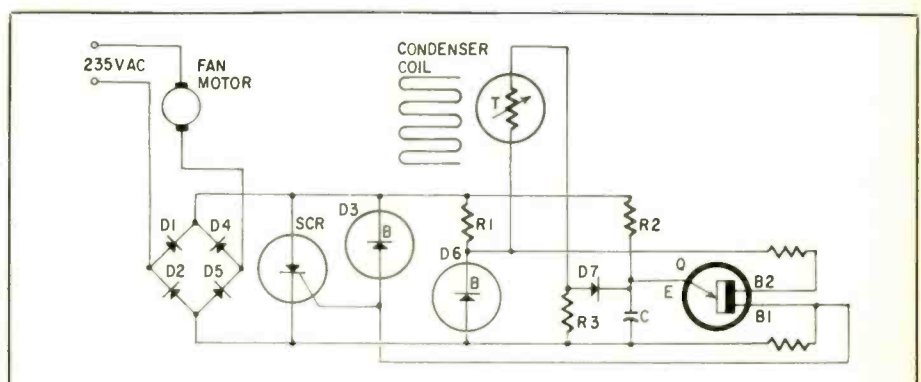 235VAC
FAN
MOTOR
CONDENSER
COIL
T
D1
D4
D2
D5
SCR
D3
B
R1
D6
B
R2
D7
R3
C
Q
E
B2
B1